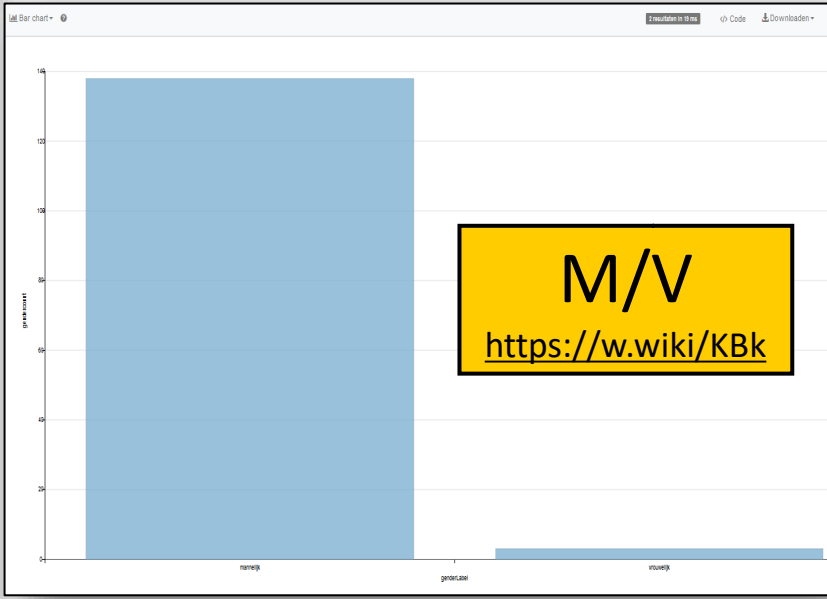 Bar chart
2 resultaten in 19 ms
</> Code
Downloaden
140
120
100
80
60
40
20
0
gendercount
M/V
https://w.wiki/KBk
mannelijk
vrouwelijk
genderLabel